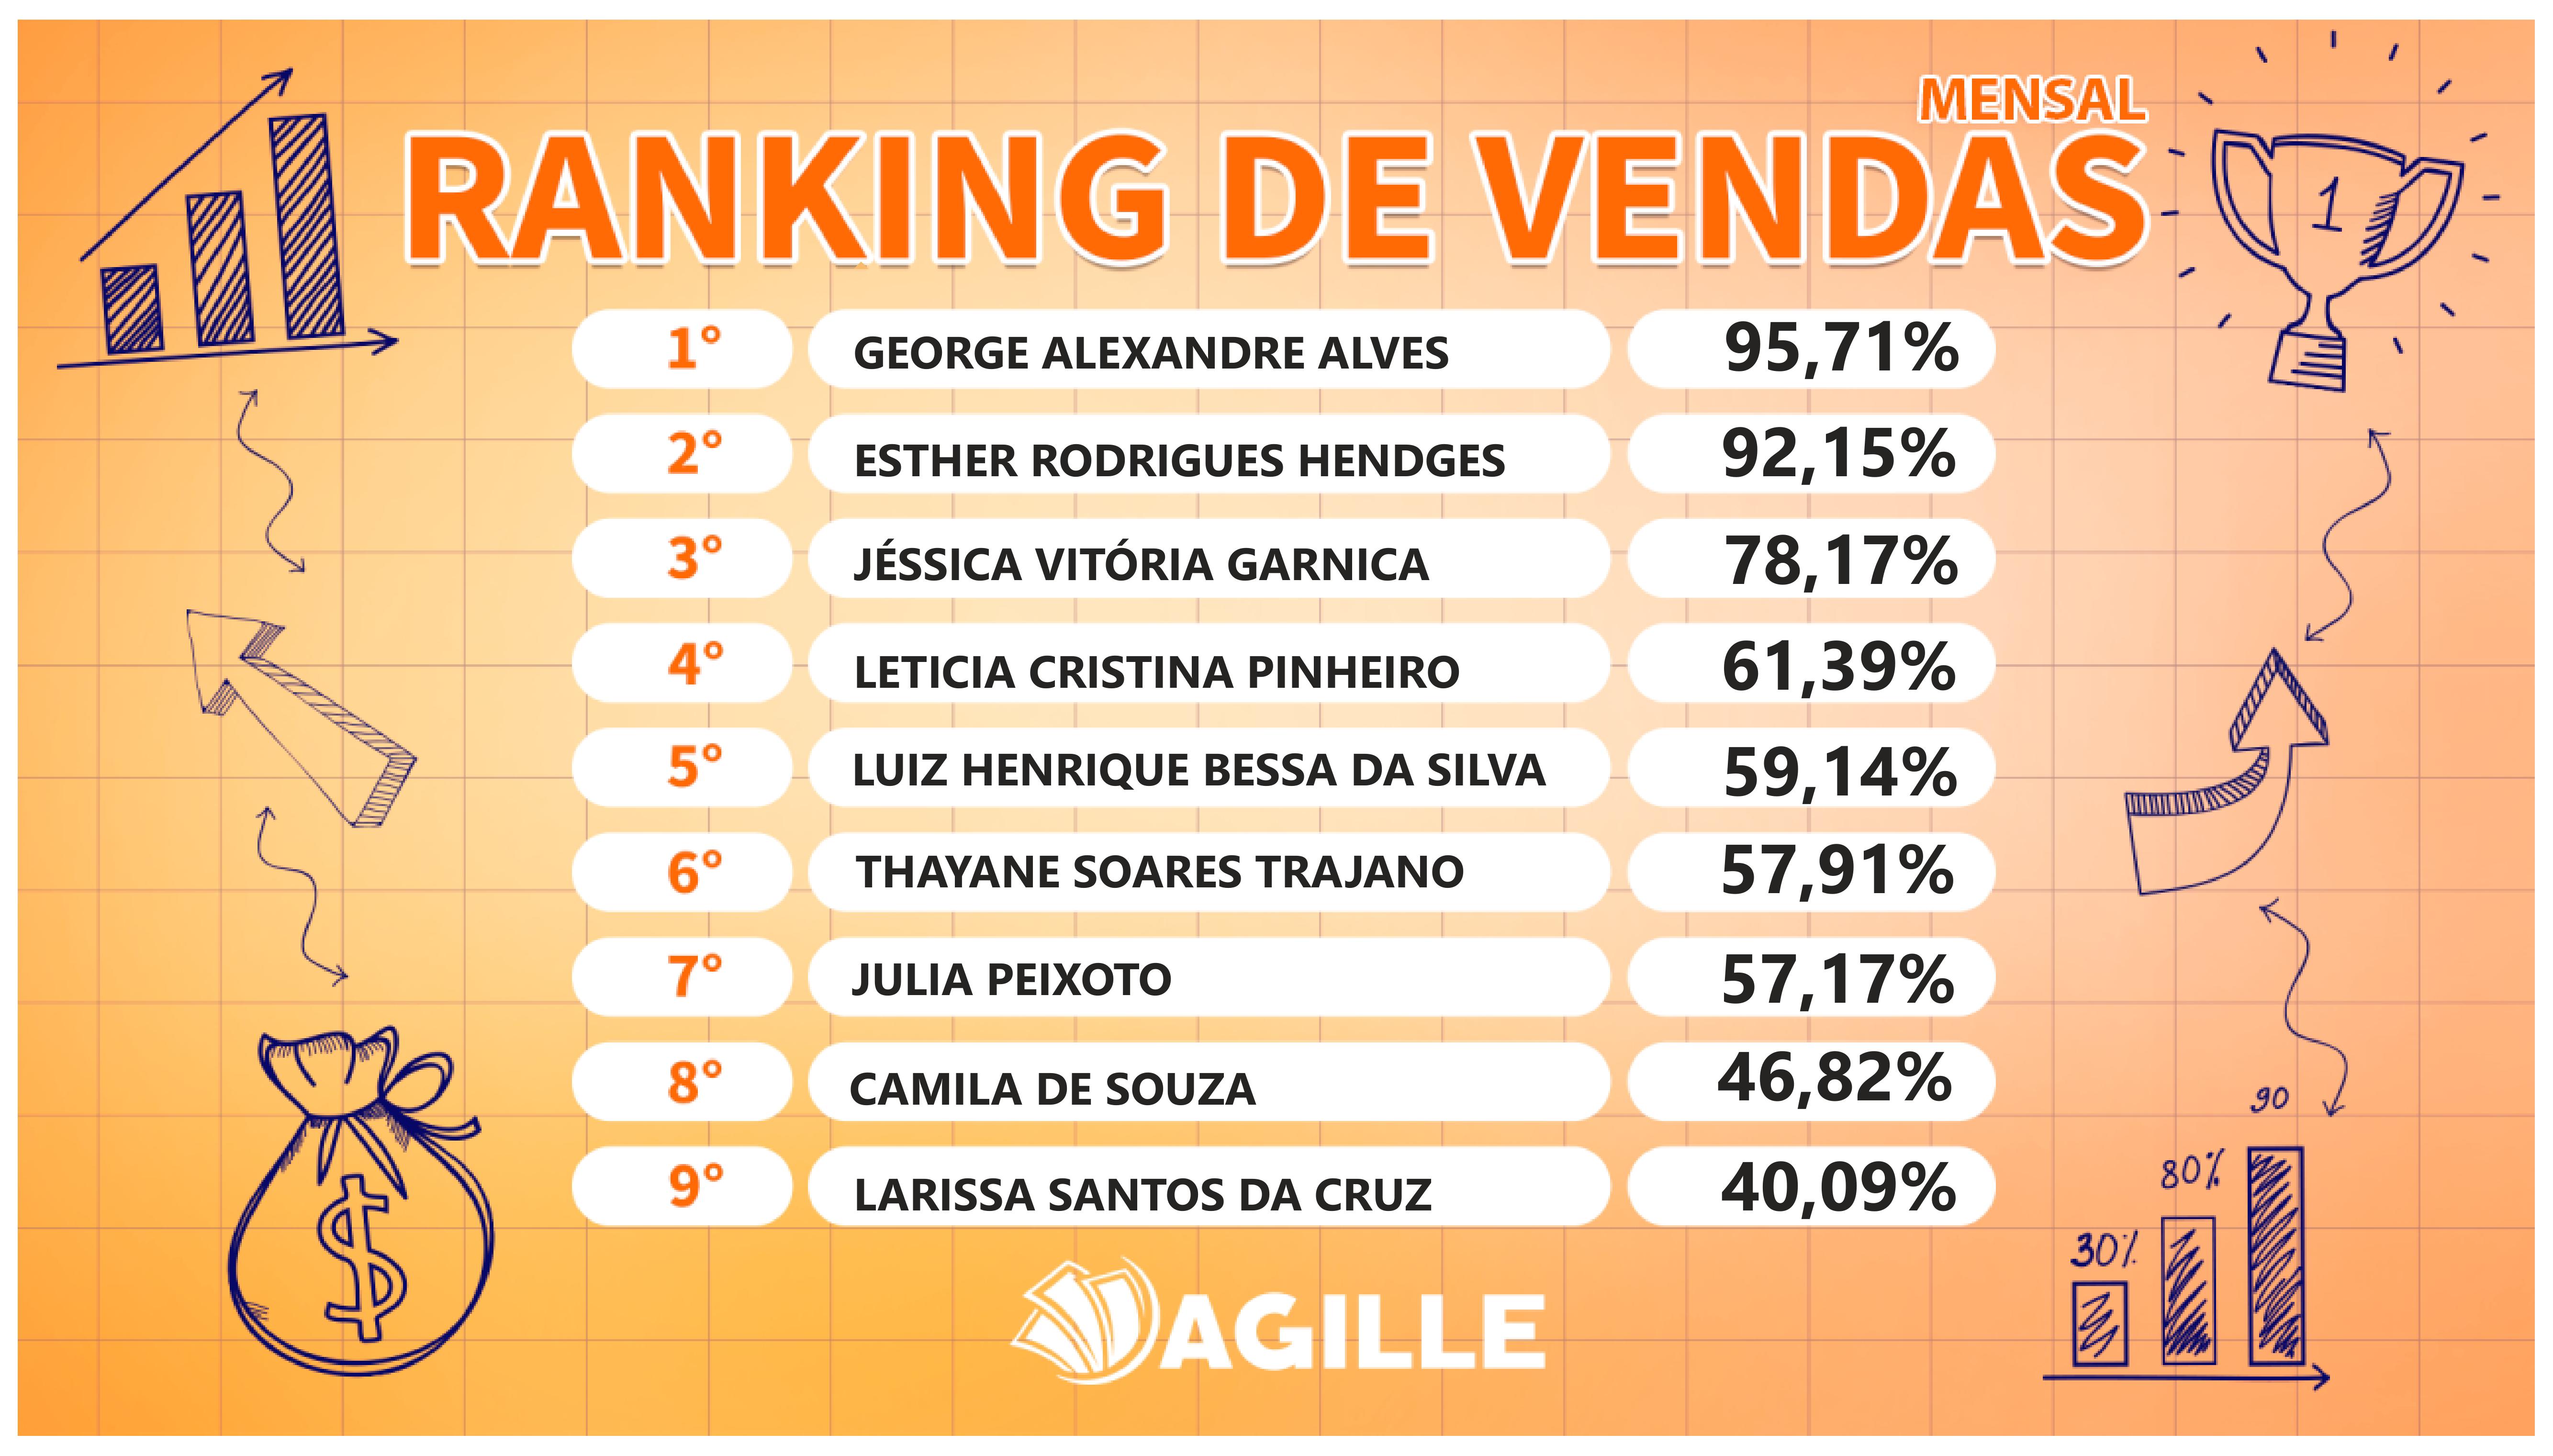 MENSAL
RANKING DE VENDAS
1
1° GEORGE ALEXANDRE ALVES 95,71%
2° ESTHER RODRIGUES HENDGES 92,15%
3° JÉSSICA VITÓRIA GARNICA 78,17%
4° LETICIA CRISTINA PINHEIRO 61,39%
5° LUIZ HENRIQUE BESSA DA SILVA 59,14%
6° THAYANE SOARES TRAJANO 57,91%
7° JULIA PEIXOTO 57,17%
8° CAMILA DE SOUZA 46,82%
9° LARISSA SANTOS DA CRUZ 40,09%
$
30%
80%
90
AGILLE